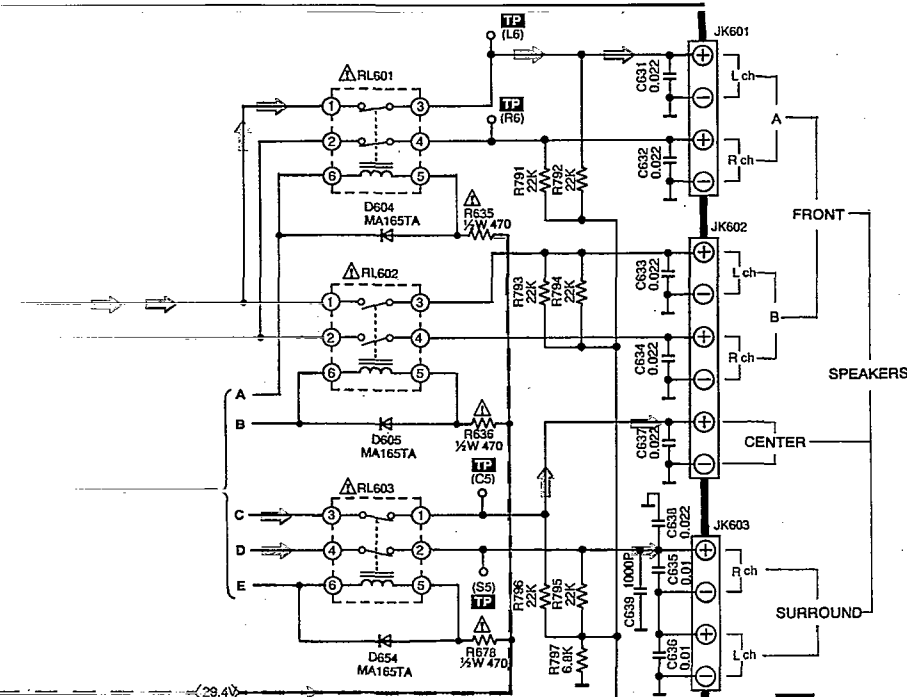 TP
(L6)
JK601
RL601
C631
0.022
L ch
1
3
TP
(R6)
A
2
4
C632
0.022
R ch
6
5
R791
22K
R792
22K
D604
MA165TA
R635
½W 470
FRONT
JK602
RL602
C633
0.022
L ch
1
3
R793
22K
R794
22K
B
2
4
C634
0.022
R ch
6
5
SPEAKERS
A
B
D605
MA165TA
R636
½W 470
C637
0.022
CENTER
TP
(C5)
RL603
C
3
1
C638
0.022
JK603
D
4
2
C635
0.01
R ch
E
6
5
(S5)
TP
R796
22K
R795
22K
C639 1000P
SURROUND
D654
MA165TA
R678
½W 470
R797
6.8K
C636
0.01
L ch
29.4V